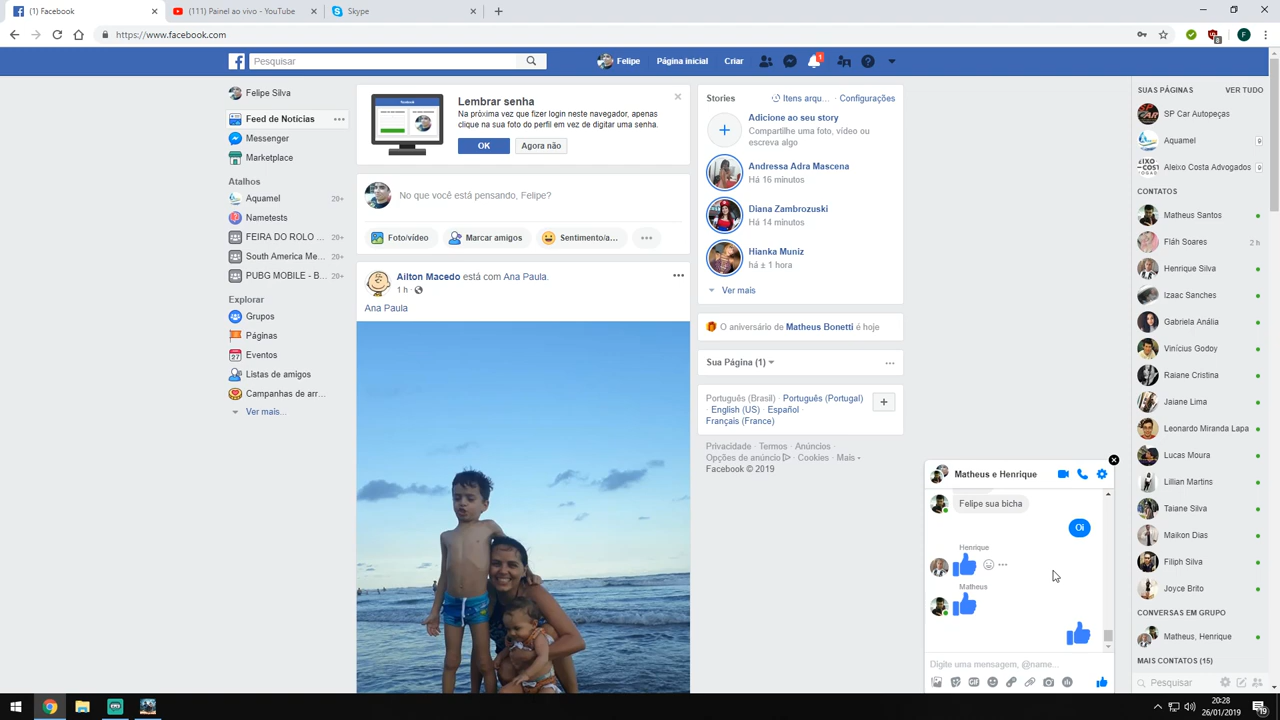 (1) Facebook
(111) Painel ao vivo - YouTube
Skype
https://www.facebook.com
Pesquisar
Felipe
Página inicial
Criar
1
Felipe Silva
Feed de Notícias
Messenger
Marketplace
Atalhos
Aquamel 20+
Nametests
FEIRA DO ROLO ... 20+
South America Me... 20+
PUBG MOBILE - B... 20+
Explorar
Grupos
Páginas
Eventos
Listas de amigos
Campanhas de arr...
Ver mais...
Lembrar senha
Na próxima vez que fizer login neste navegador, apenas
clique na sua foto do perfil em vez de digitar uma senha.
OK
Agora não
No que você está pensando, Felipe?
Foto/vídeo
Marcar amigos
Sentimento/a...
Ailton Macedo está com Ana Paula.
1 h ·
Ana Paula
Stories
Itens arqu... · Configurações
Adicione ao seu story
Compartilhe uma foto, vídeo ou
escreva algo
Andressa Adra Mascena
Há 16 minutos
Diana Zambrozuski
Há 14 minutos
Hianka Muniz
há ± 1 hora
Ver mais
O aniversário de Matheus Bonetti é hoje
Sua Página (1)
Português (Brasil) · Português (Portugal)
· English (US) · Español ·
Français (France)
Privacidade · Termos · Anúncios ·
Opções de anúncio · Cookies · Mais
Facebook © 2019
SUAS PÁGINAS VER TUDO
SP Car Autopeças
Aquamel 9
Aleixo Costa Advogados 9
CONTATOS
Matheus Santos
Fláh Soares 2 h
Henrique Silva
Izaac Sanches
Gabriela Anália
Vinícius Godoy
Raiane Cristina
Jaiane Lima
Leonardo Miranda Lapa
Lucas Moura
Lillian Martins
Taiane Silva
Maikon Dias
Filiph Silva
Joyce Brito
CONVERSAS EM GRUPO
Matheus, Henrique
MAIS CONTATOS (15)
Pesquisar
Matheus e Henrique
Felipe sua bicha
Oi
Henrique
Matheus
Digite uma mensagem, @name...
20:28
26/01/2019